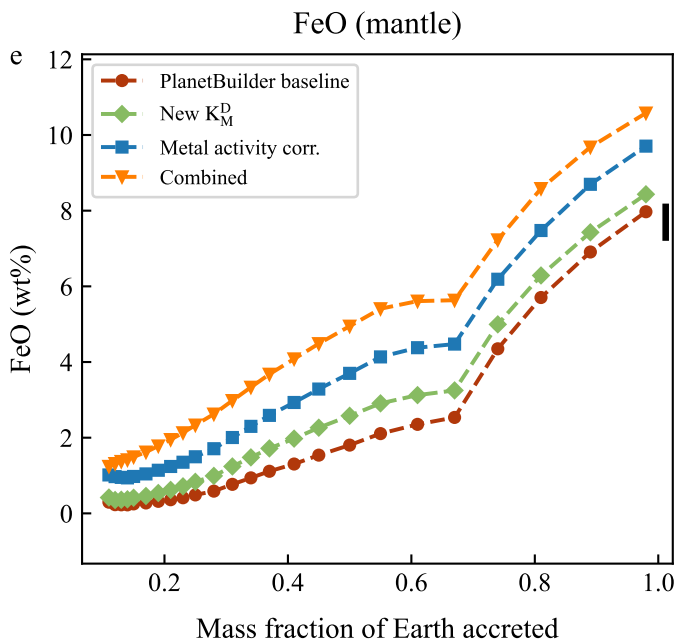 FeO (mantle)
e
12
10
8
6
4
2
0
FeO (wt%)
PlanetBuilder baseline
New K_M^D
Metal activity corr.
Combined
0.2 0.4 0.6 0.8 1.0
Mass fraction of Earth accreted